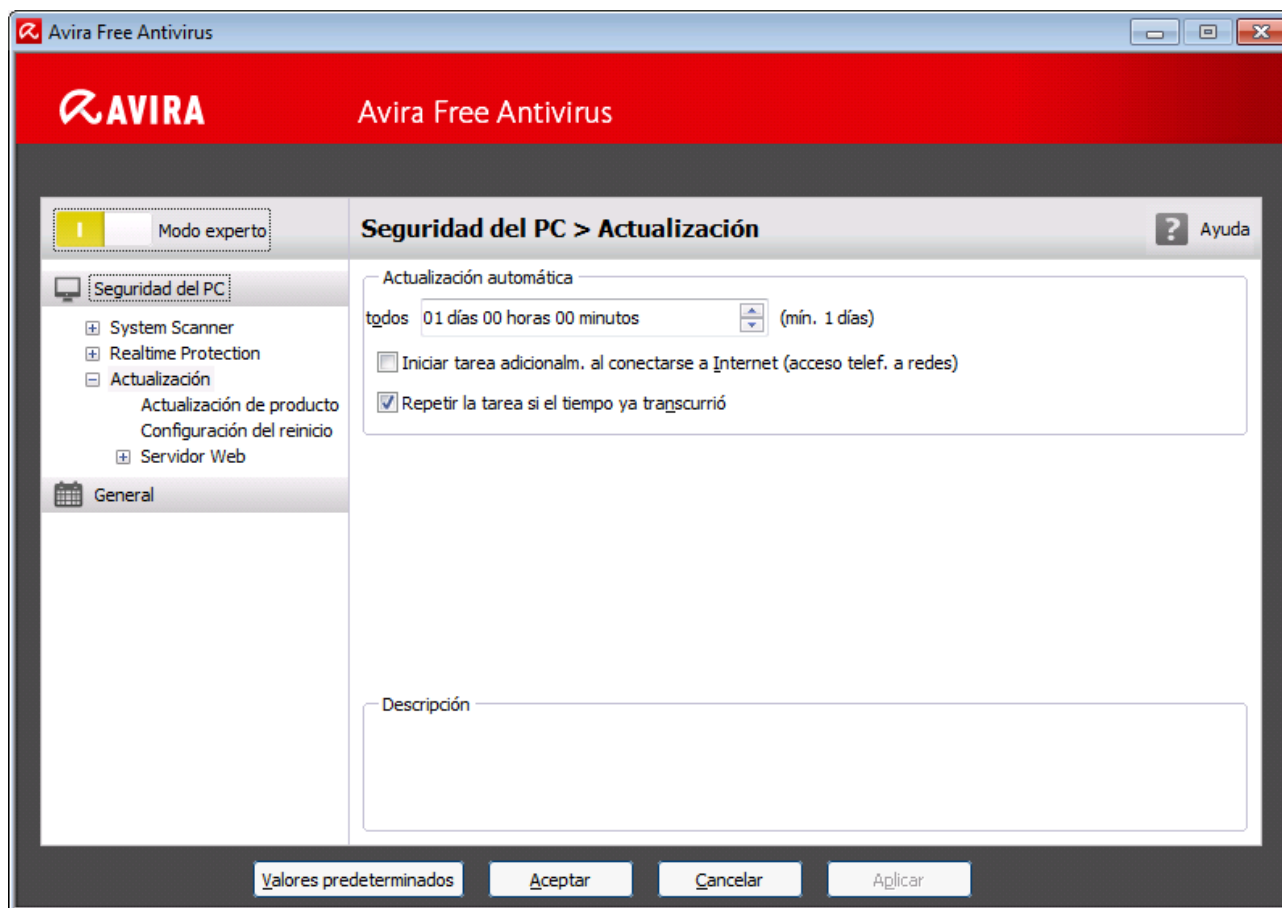 Avira Free Antivirus
AVIRA
Avira Free Antivirus
Modo experto
Seguridad del PC > Actualización
? Ayuda
Seguridad del PC
System Scanner
Realtime Protection
Actualización
Actualización de producto
Configuración del reinicio
Servidor Web
General
Actualización automática
todos 01 días 00 horas 00 minutos (mín. 1 días)
Iniciar tarea adicionalm. al conectarse a Internet (acceso telef. a redes)
Repetir la tarea si el tiempo ya transcurrió
Descripción
Valores predeterminados Aceptar Cancelar Aplicar